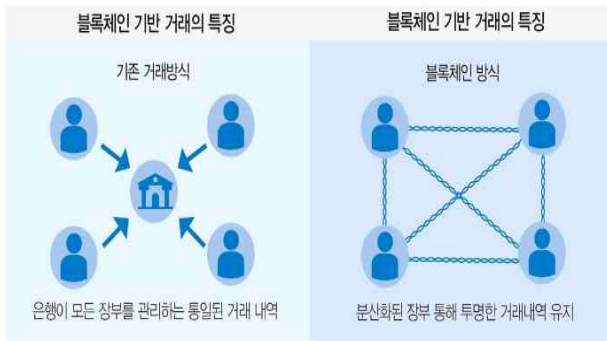 블록체인 기반 거래의 특징
기존 거래방식
은행이 모든 장부를 관리하는 통일된 거래 내역
블록체인 기반 거래의 특징
블록체인 방식
분산화된 장부 통해 투명한 거래내역 유지